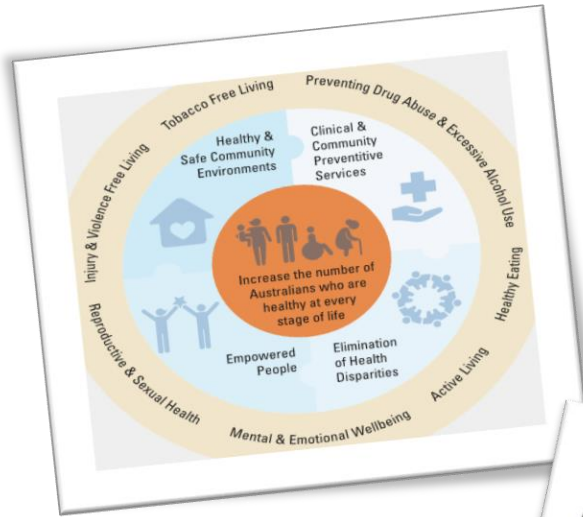 Tobacco Free Living
Preventing Drug Abuse & Excessive Alcohol Use
Injury & Violence Free Living
Healthy &
Safe Community
Environments
Clinical &
Community
Preventive
Services
Increase the number of
Australians who are
healthy at every
stage of life
Healthy Eating
Empowered
People
Elimination
of Health
Disparities
Reproductive & Sexual Health
Active Living
Mental & Emotional Wellbeing